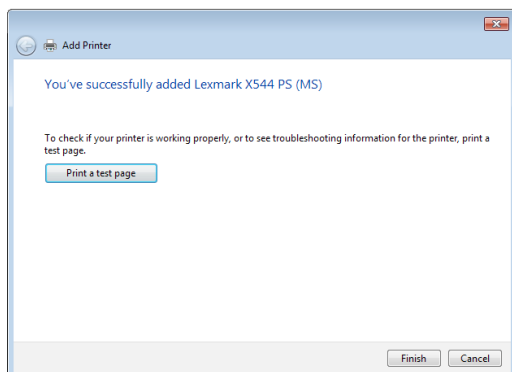 Add Printer
You've successfully added Lexmark X544 PS (MS)
To check if your printer is working properly, or to see troubleshooting information for the printer, print a
test page.
Print a test page
Finish
Cancel